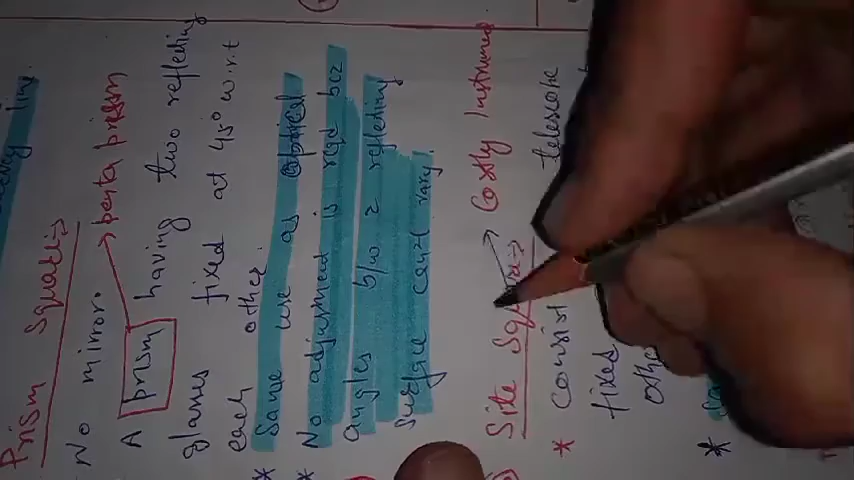 Prism Square:-
No mirror. → penta prism
A prism having two reflecting
glasses fixed at 45° w.r.t
each other.
* Same use as optical
* No adjustment is reqd bcz
angles b/w 2 reflecting
surface can't vary.
Site Square:→ Costly Instrument
* Consist telescope
fixed
othe
*